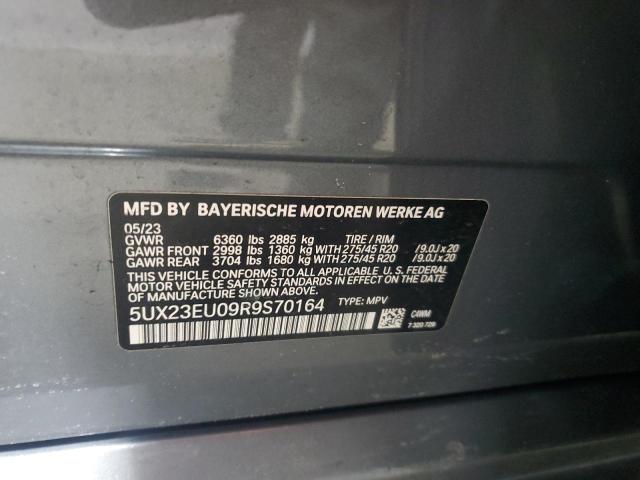 MFD BY BAYERISCHE MOTOREN WERKE AG
05/23
GVWR 6360 lbs 2885 kg TIRE / RIM
GAWR FRONT 2998 lbs 1360 kg WITH 275/45 R20 /9.0J x 20
GAWR REAR 3704 lbs 1680 kg WITH 275/45 R20 /9.0J x 20
THIS VEHICLE CONFORMS TO ALL APPLICABLE U. S. FEDERAL
MOTOR VEHICLE SAFETY STANDARDS IN EFFECT ON THE DATE
OF MANUFACTURE SHOWN ABOVE.
5UX23EU09R9S70164 TYPE: MPV
C4WM
7 320 729